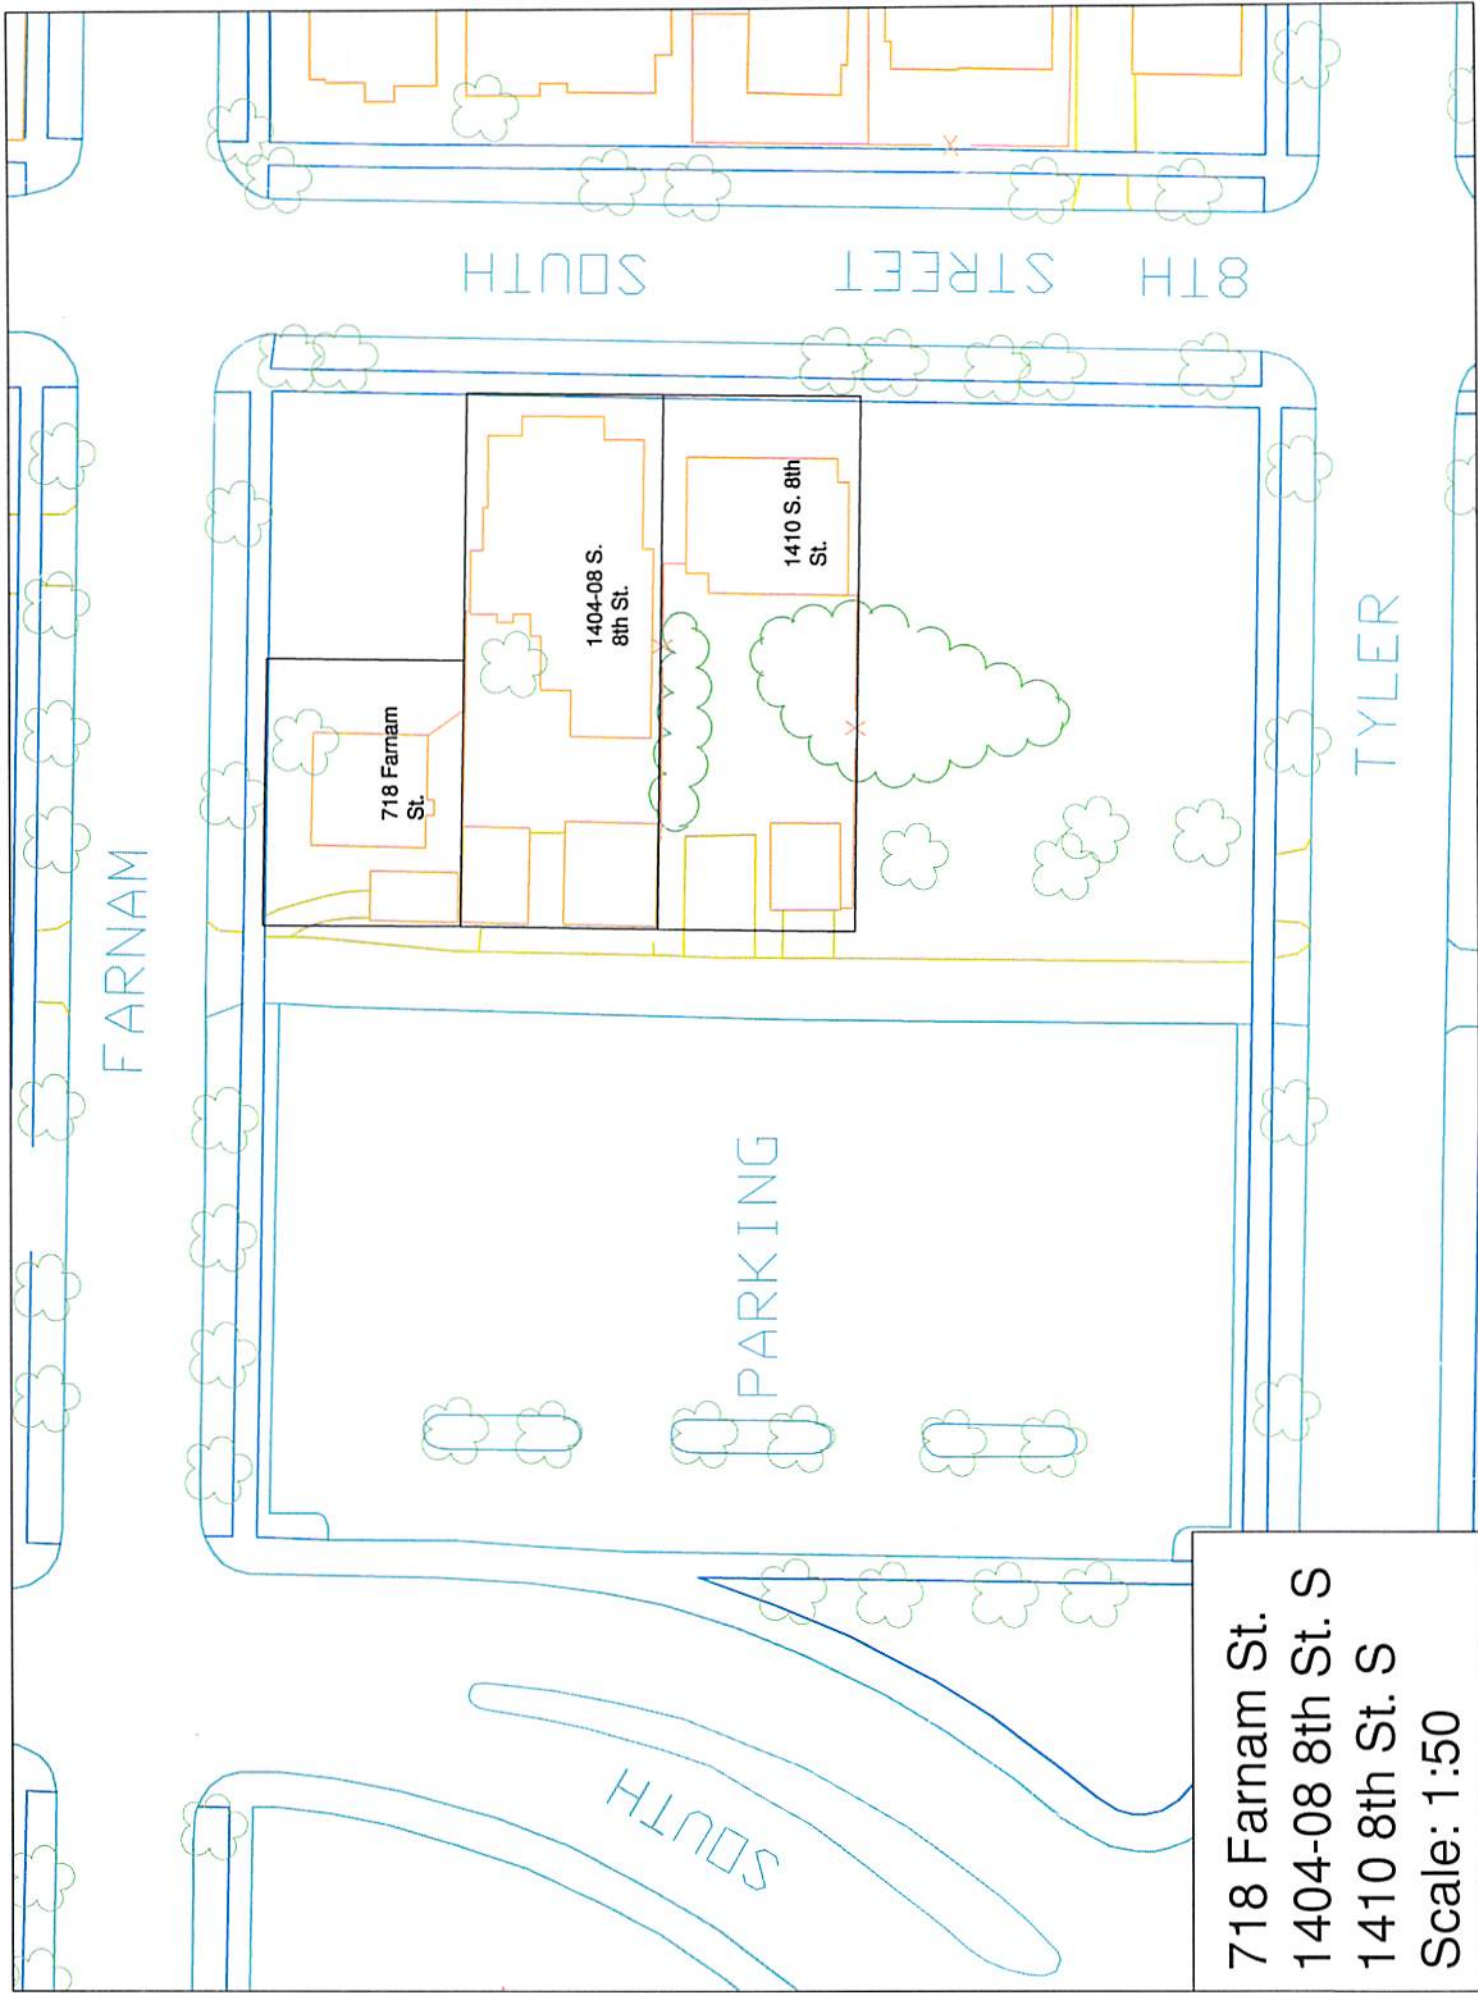 FARNAM
8TH STREET SOUTH
718 Farnam
St.
1404-08 S.
8th St.
1410 S. 8th
St.
TYLER
PARKING
SOUTH
718 Farnam St.
1404-08 8th St. S
1410 8th St. S
Scale: 1:50